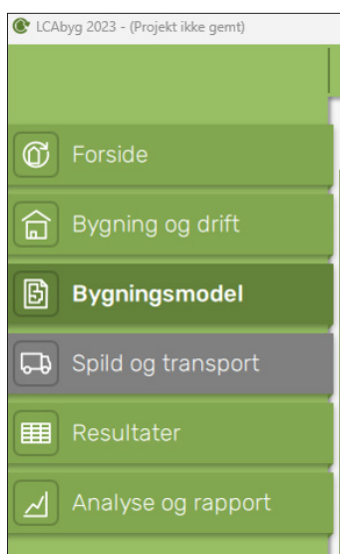 LCAbyg 2023 - (Projekt ikke gemt)
Forside
Bygning og drift
Bygningsmodel
Spild og transport
Resultater
Analyse og rapport